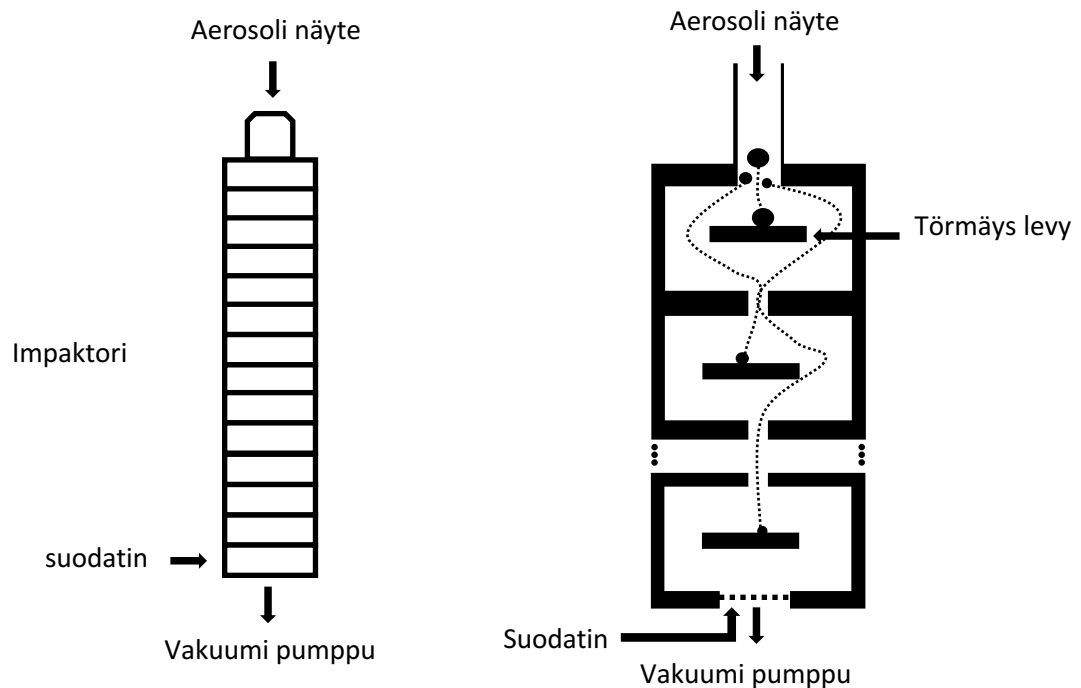 Aerosoli näyte
Impaktori
suodatin
Vakuumi pumppu
Aerosoli näyte
Törmäys levy
Suodatin
Vakuumi pumppu